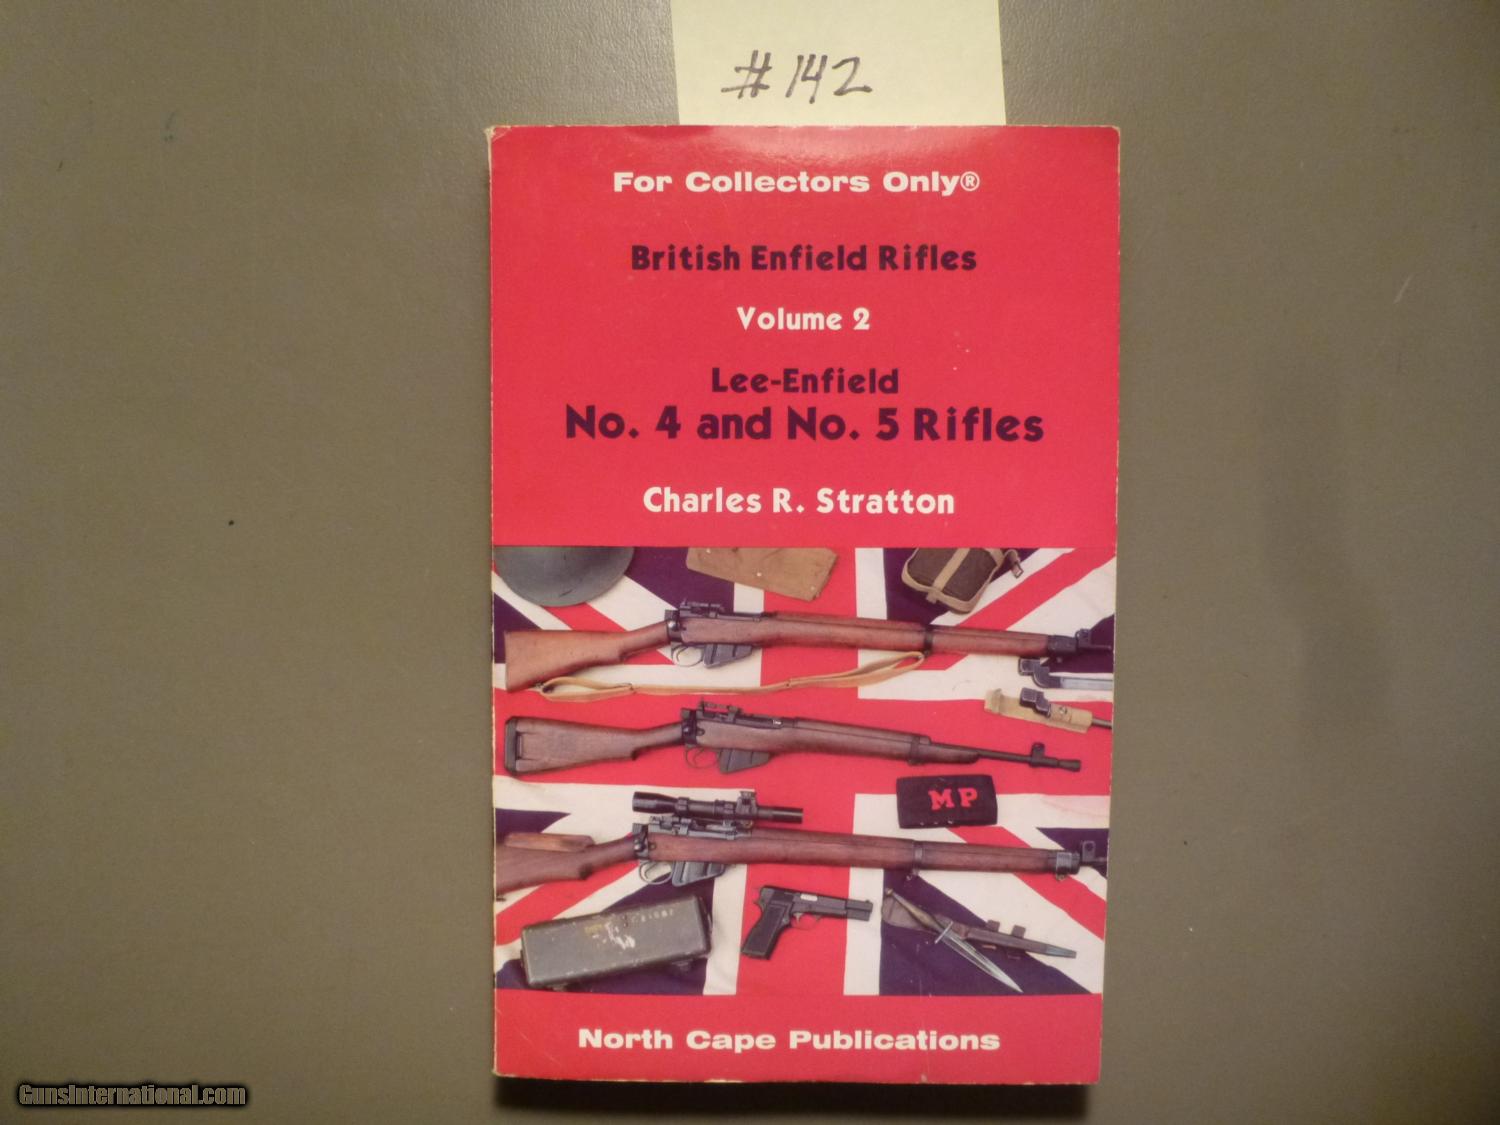 #142
For Collectors Only®
British Enfield Rifles
Volume 2
Lee-Enfield
No. 4 and No. 5 Rifles
Charles R. Stratton
MP
North Cape Publications
GunsInternational.com